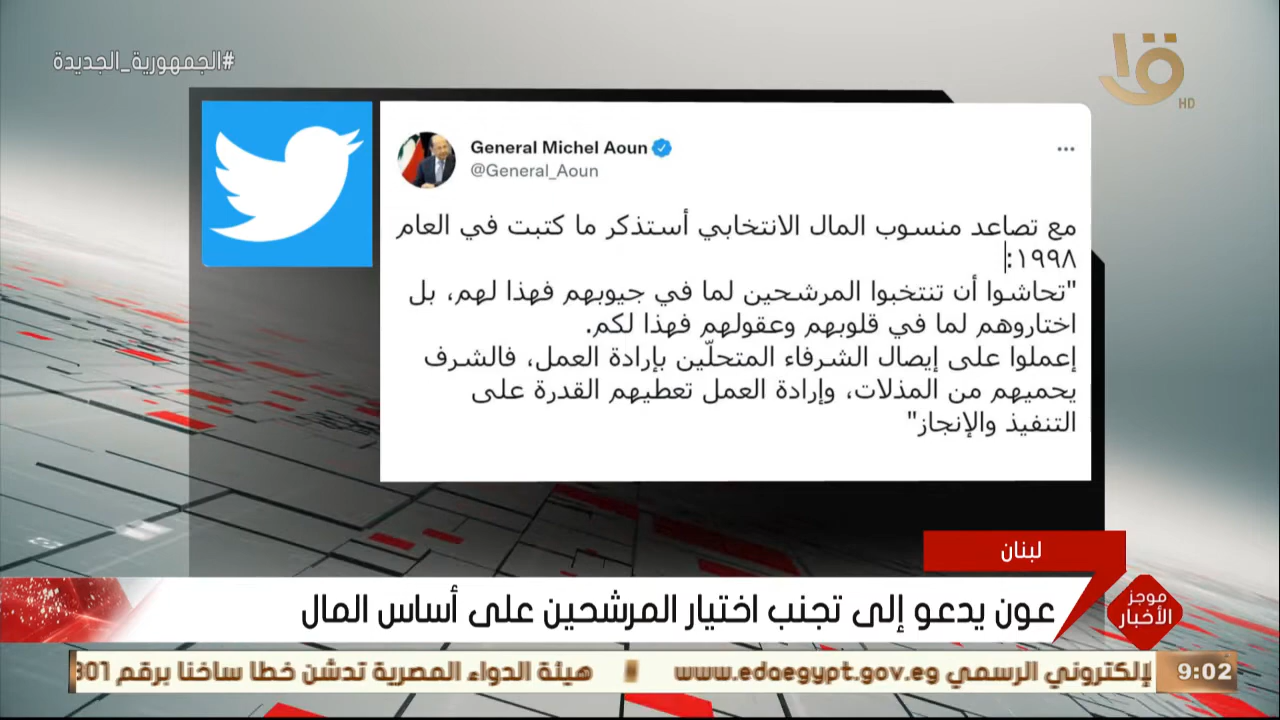 #الجمهورية_الجديدة
HD
General Michel Aoun
@General_Aoun
مع تصاعد منسوب المال الانتخابي أستذكر ما كتبت في العام
١٩٩٨:
"تحاشوا أن تنتخبوا المرشحين لما في جيوبهم فهذا لهم، بل
اختاروهم لما في قلوبهم وعقولهم فهذا لكم.
إعملوا على إيصال الشرفاء المتحلّين بإرادة العمل، فالشرف
يحميهم من المذلات، وإرادة العمل تعطيهم القدرة على
التنفيذ والإنجاز"
لبنان
موجز
الأخبار
عون يدعو إلى تجنب اختيار المرشحين على أساس المال
9:02
لإلكتروني الرسمي www.edaegypt.gov.eg هيئة الدواء المصرية تدشن خطا ساخنا برقم